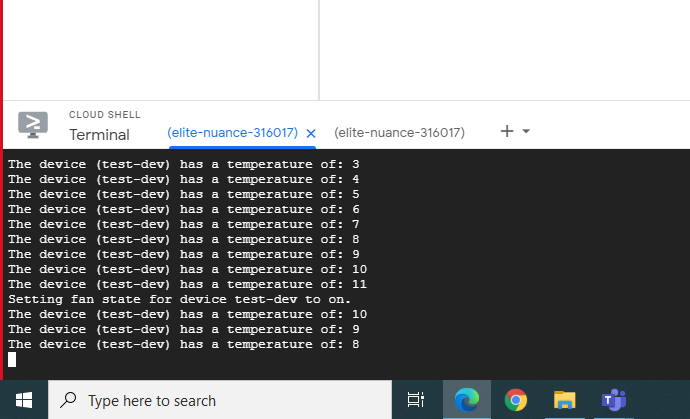 CLOUD SHELL
Terminal
(elite-nuance-316017)
(elite-nuance-316017)
The device (test-dev) has a temperature of: 3
The device (test-dev) has a temperature of: 4
The device (test-dev) has a temperature of: 5
The device (test-dev) has a temperature of: 6
The device (test-dev) has a temperature of: 7
The device (test-dev) has a temperature of: 8
The device (test-dev) has a temperature of: 9
The device (test-dev) has a temperature of: 10
The device (test-dev) has a temperature of: 11
Setting fan state for device test-dev to on.
The device (test-dev) has a temperature of: 10
The device (test-dev) has a temperature of: 9
The device (test-dev) has a temperature of: 8
Type here to search